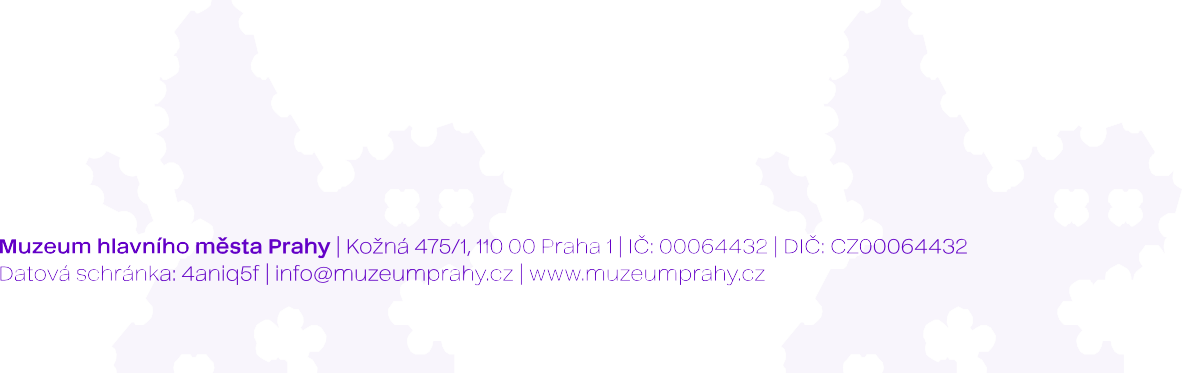 Muzeum hlavního města Prahy | Kožná 475/1, 110 00 Praha 1 | IČ: 00064432 | DIČ: CZ00064432
Datová schránka: 4aniq5f | info@muzeumprahy.cz | www.muzeumprahy.cz